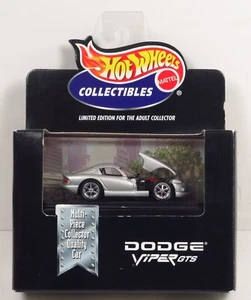 Hot Wheels
MATTEL
COLLECTIBLES
LIMITED EDITION FOR THE ADULT COLLECTOR
Multi-
Piece
Collector
Quality
Car
DODGE
VIPER GTS